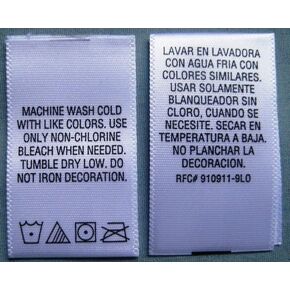 MACHINE WASH COLD
WITH LIKE COLORS. USE
ONLY NON-CHLORINE
BLEACH WHEN NEEDED.
TUMBLE DRY LOW. DO
NOT IRON DECORATION.
LAVAR EN LAVADORA
CON AGUA FRIA CON
COLORES SIMILARES.
USAR SOLAMENTE
BLANQUEADOR SIN
CLORO, CUANDO SE
NECESITE. SECAR EN
TEMPERATURA A BAJA.
NO PLANCHAR LA
DECORACION.
RFC# 910911-9L0